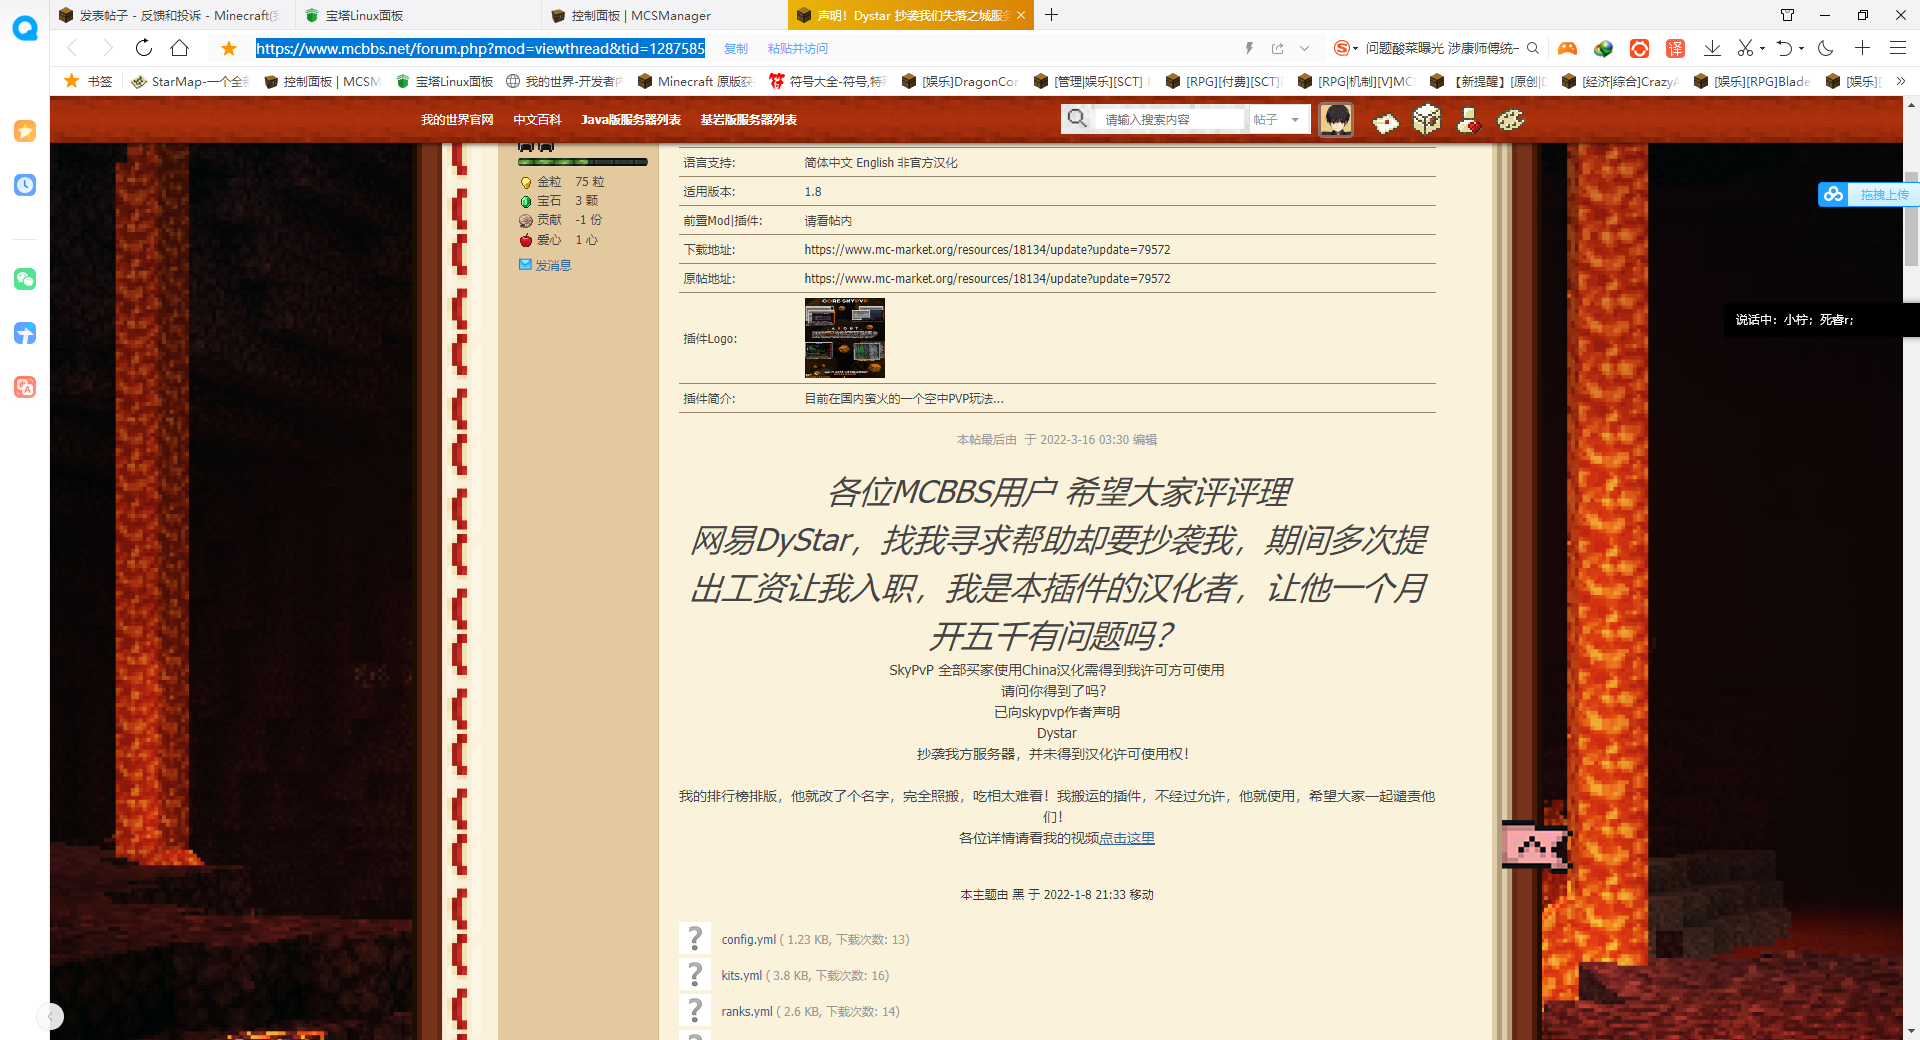 发表帖子 - 反馈和投诉 - Minecraft(
宝塔Linux面板
控制面板 | MCSManager
声明！Dystar 抄袭我们失落之城服务
https://www.mcbbs.net/forum.php?mod=viewthread&tid=1287585
复制
粘贴并访问
问题酸菜曝光 涉康师傅统一
书签
StarMap-一个全新
控制面板 | MCSM
宝塔Linux面板
我的世界-开发者
Minecraft 原版获
符号大全-符号,特
[娱乐]DragonCor
[管理|娱乐][SCT]
[RPG][付费][SCT]
[RPG|机制][V]MC
【新提醒】[原创]
[经济|综合]CrazyA
[娱乐][RPG]Blade
[娱乐][
我的世界官网
中文百科
Java版服务器列表
基岩版服务器列表
请输入搜索内容
帖子
金粒 75 粒
宝石 3 颗
贡献 -1 份
爱心 1 心
发消息
语言支持: 简体中文 English 非官方汉化
适用版本: 1.8
前置Mod|插件: 请看帖内
下载地址: https://www.mc-market.org/resources/18134/update?update=79572
原帖地址: https://www.mc-market.org/resources/18134/update?update=79572
插件Logo:
CORE SKYPVP
ABOUT
插件简介: 目前在国内蛮火的一个空中PVP玩法...
本帖最后由 于 2022-3-16 03:30 编辑
各位MCBBS用户 希望大家评评理
网易DyStar，找我寻求帮助却要抄袭我，期间多次提
出工资让我入职，我是本插件的汉化者，让他一个月
开五千有问题吗？
SkyPvP 全部买家使用China汉化需得到我许可方可使用
请问你得到了吗？
已向skypvp作者声明
Dystar
抄袭我方服务器，并未得到汉化许可使用权！
我的排行榜排版，他就改了个名字，完全照搬，吃相太难看！我搬运的插件，不经过允许，他就使用，希望大家一起谴责他
们！
各位详情请看我的视频点击这里
本主题由 黑 于 2022-1-8 21:33 移动
config.yml ( 1.23 KB, 下载次数: 13)
kits.yml ( 3.8 KB, 下载次数: 16)
ranks.yml ( 2.6 KB, 下载次数: 14)
拖拽上传
说话中：小柠；死睿r;
译